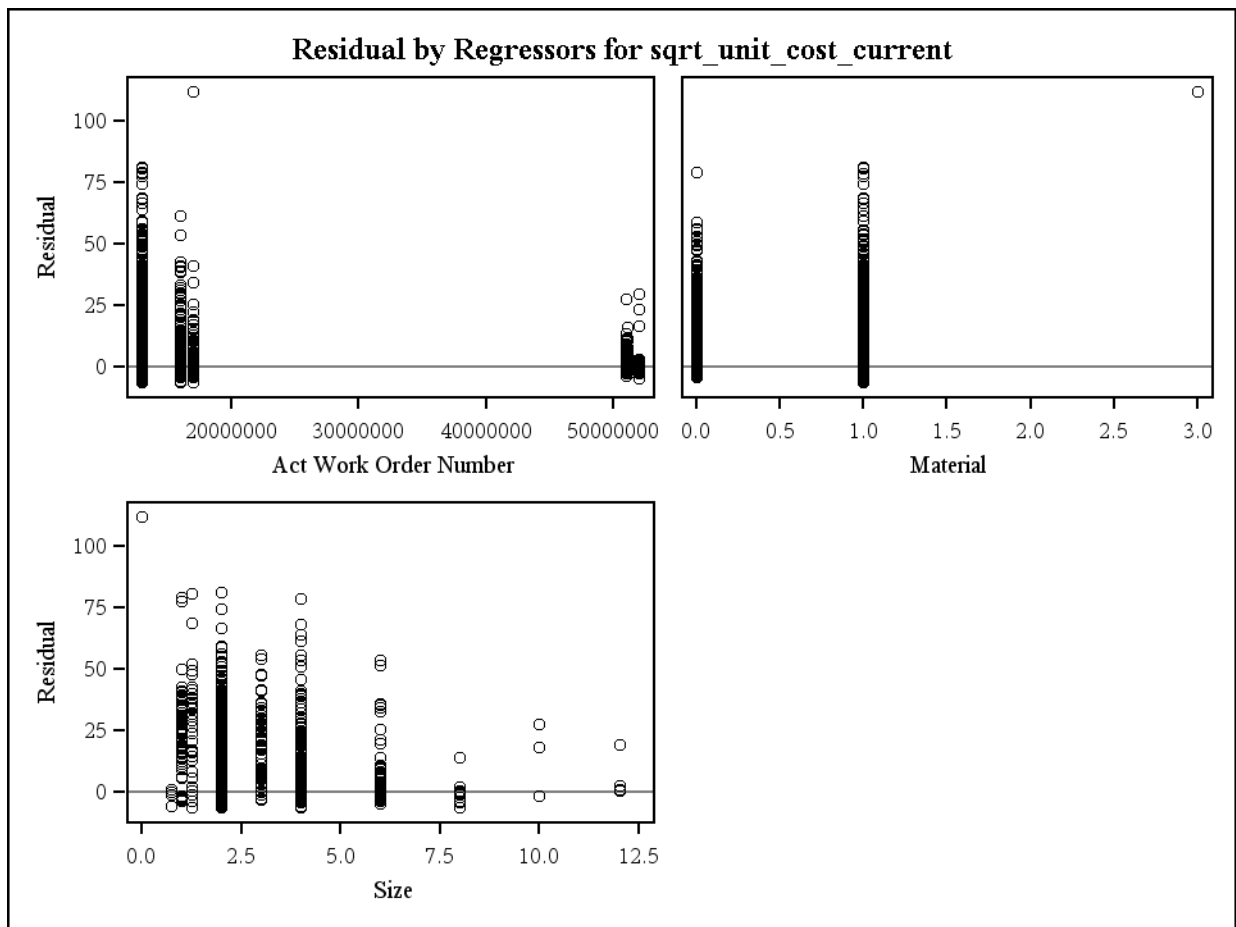 Residual by Regressors for sqrt_unit_cost_current
Residual
100
75
50
25
0
20000000 30000000 40000000 50000000
Act Work Order Number
0.0 0.5 1.0 1.5 2.0 2.5 3.0
Material
Residual
100
75
50
25
0
0.0 2.5 5.0 7.5 10.0 12.5
Size